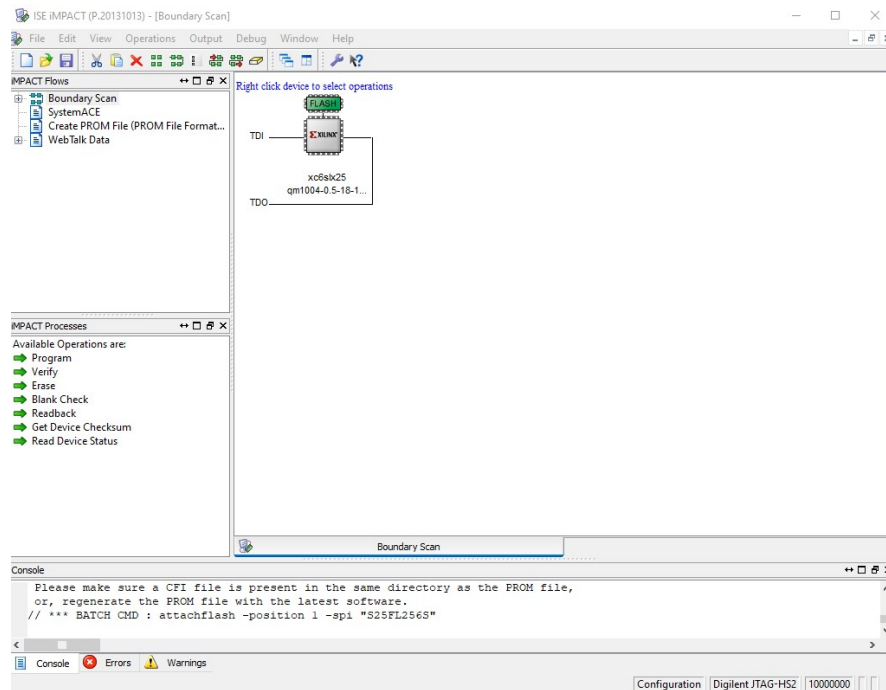 ISE iMPACT (P.20131013) - [Boundary Scan]
File Edit View Operations Output Debug Window Help
iMPACT Flows
Boundary Scan
SystemACE
Create PROM File (PROM File Format...
WebTalk Data
Right click device to select operations
FLASH
TDI
XILINX
xc6slx25
qm1004-0.5-18-1...
TDO
iMPACT Processes
Available Operations are:
Program
Verify
Erase
Blank Check
Readback
Get Device Checksum
Read Device Status
Boundary Scan
Console
Please make sure a CFI file is present in the same directory as the PROM file,
or, regenerate the PROM file with the latest software.
// *** BATCH CMD : attachflash -position 1 -spi "S25FL256S"
Console Errors Warnings
Configuration Digilent JTAG-HS2 10000000